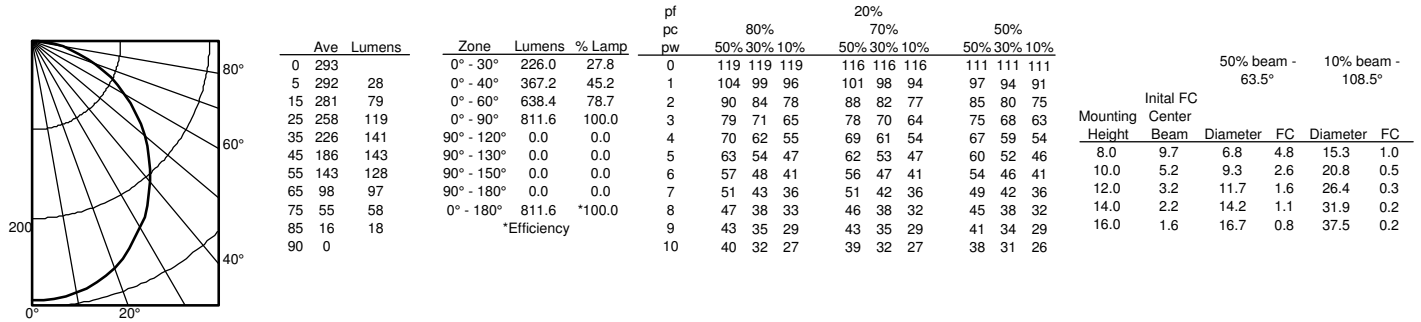 80°
60°
200
40°
0° 20°
Ave Lumens
0 293
5 292 28
15 281 79
25 258 119
35 226 141
45 186 143
55 143 128
65 98 97
75 55 58
85 16 18
90 0
Zone Lumens % Lamp
0° - 30° 226.0 27.8
0° - 40° 367.2 45.2
0° - 60° 638.4 78.7
0° - 90° 811.6 100.0
90° - 120° 0.0 0.0
90° - 130° 0.0 0.0
90° - 150° 0.0 0.0
90° - 180° 0.0 0.0
0° - 180° 811.6 *100.0
*Efficiency
pf 20%
pc 80% 70% 50%
pw 50% 30% 10% 50% 30% 10% 50% 30% 10%
0 119 119 119 116 116 116 111 111 111
1 104 99 96 101 98 94 97 94 91
2 90 84 78 88 82 77 85 80 75
3 79 71 65 78 70 64 75 68 63
4 70 62 55 69 61 54 67 59 54
5 63 54 47 62 53 47 60 52 46
6 57 48 41 56 47 41 54 46 41
7 51 43 36 51 42 36 49 42 36
8 47 38 33 46 38 32 45 38 32
9 43 35 29 43 35 29 41 34 29
10 40 32 27 39 32 27 38 31 26
50% beam - 10% beam -
63.5° 108.5°
Inital FC
Mounting Center
Height Beam Diameter FC Diameter FC
8.0 9.7 6.8 4.8 15.3 1.0
10.0 5.2 9.3 2.6 20.8 0.5
12.0 3.2 11.7 1.6 26.4 0.3
14.0 2.2 14.2 1.1 31.9 0.2
16.0 1.6 16.7 0.8 37.5 0.2